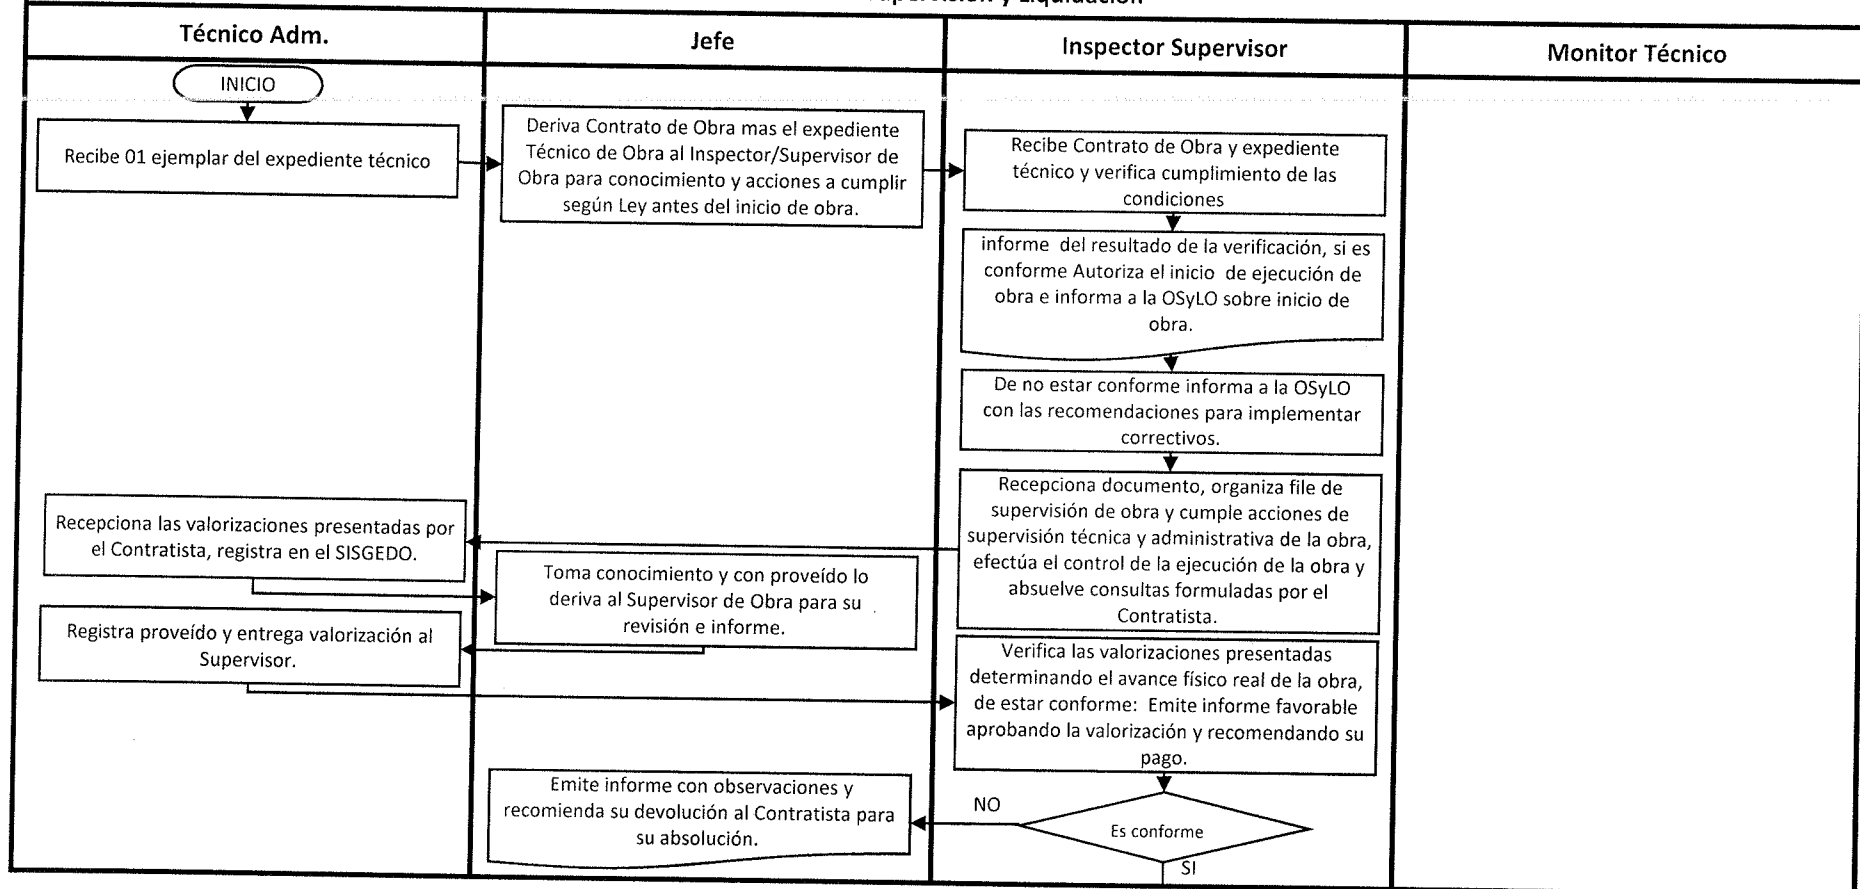 y Liquidación
Técnico Adm.
Jefe
Inspector Supervisor
Monitor Técnico
INICIO
Recibe 01 ejemplar del expediente técnico
Deriva Contrato de Obra mas el expediente
Técnico de Obra al Inspector/Supervisor de
Obra para conocimiento y acciones a cumplir
según Ley antes del inicio de obra.
Recibe Contrato de Obra y expediente
técnico y verifica cumplimiento de las
condiciones
informe del resultado de la verificación, si es
conforme Autoriza el inicio de ejecución de
obra e informa a la OSyLO sobre inicio de
obra.
De no estar conforme informa a la OSyLO
con las recomendaciones para implementar
correctivos.
Recepciona documento, organiza file de
supervisión de obra y cumple acciones de
supervisión técnica y administrativa de la obra,
efectúa el control de la ejecución de la obra y
absuelve consultas formuladas por el
Contratista.
Recepciona las valorizaciones presentadas por
el Contratista, registra en el SISGEDO.
Toma conocimiento y con proveído lo
deriva al Supervisor de Obra para su
revisión e informe.
Registra proveído y entrega valorización al
Supervisor.
Verifica las valorizaciones presentadas
determinando el avance físico real de la obra,
de estar conforme: Emite informe favorable
aprobando la valorización y recomendando su
pago.
Es conforme
NO
SI
Emite informe con observaciones y
recomienda su devolución al Contratista para
su absolución.